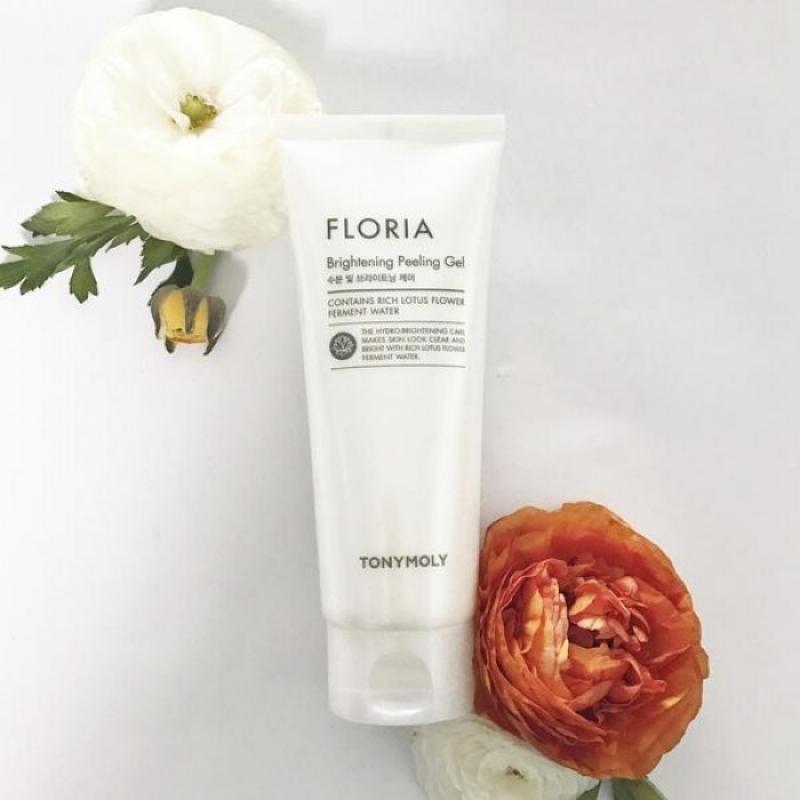 FLORIA
Brightening Peeling Gel
수분 빛 브라이트닝 케어
CONTAINS RICH LOTUS FLOWER
FERMENT WATER
THE HYDRO-BRIGHTENING CARE
MAKES SKIN LOOK CLEAR AND
BRIGHT WITH RICH LOTUS FLOWER
FERMENT WATER.
TONYMOLY